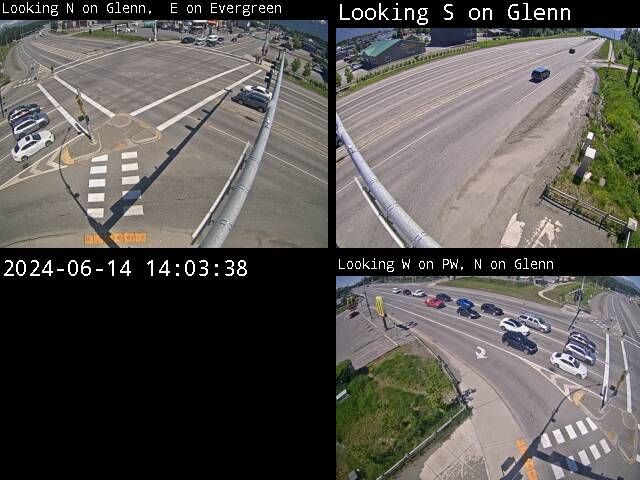 Looking N on Glenn, E on Evergreen
Looking S on Glenn
2024-06-14 14:03:38
Looking W on PW, N on Glenn